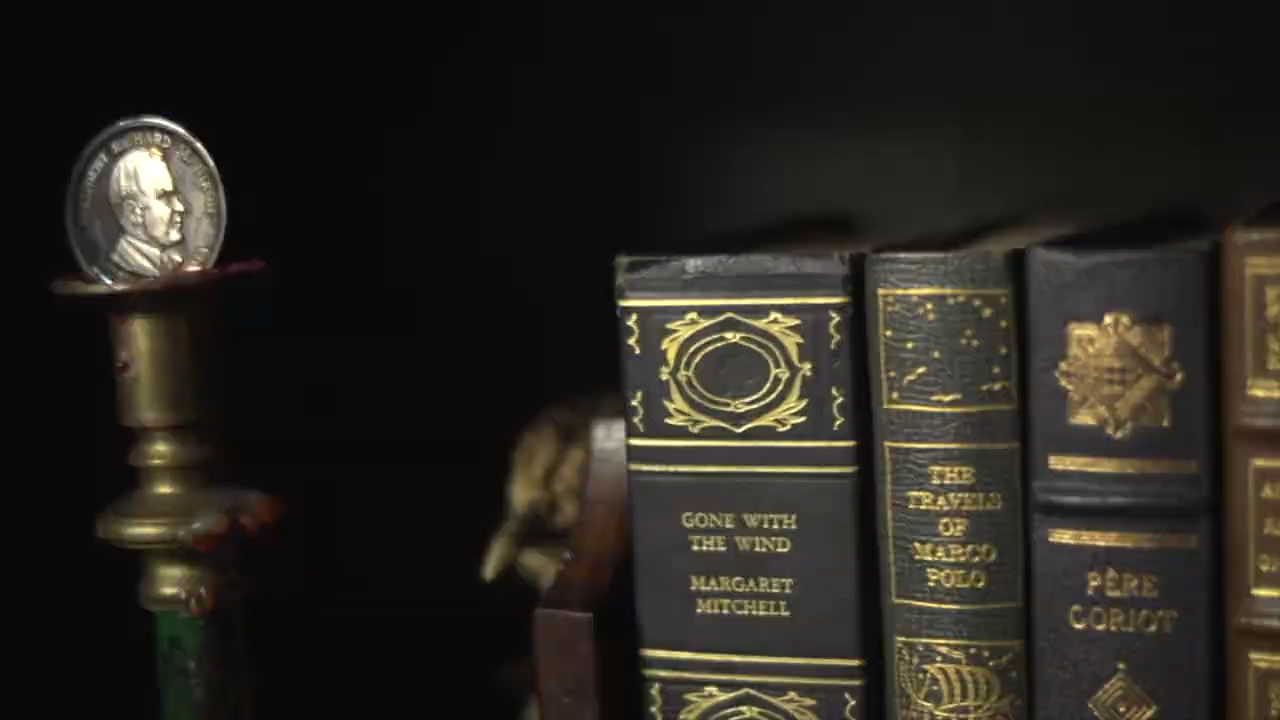 GONE WITH
THE WIND
MARGARET
MITCHELL
THE
TRAVELS
OF
MARCO
POLO
PÈRE
GORIOT